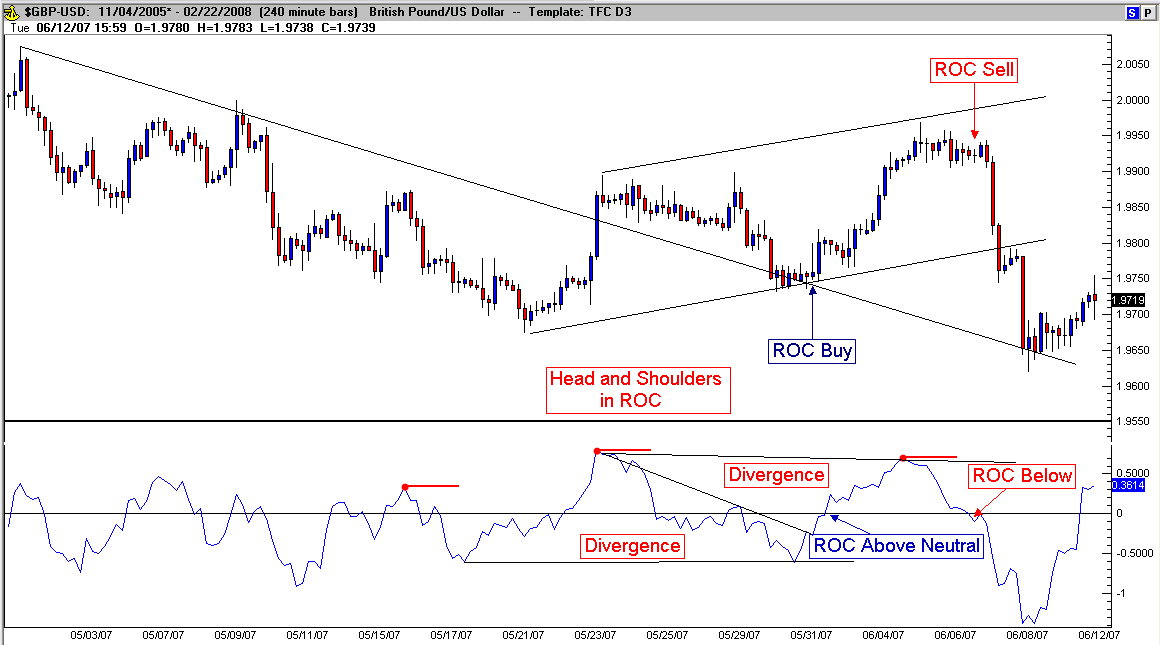 $GBP-USD: 11/04/2005* - 02/22/2008 (240 minute bars) British Pound/US Dollar -- Template: TFC D3
S P
Tue 06/12/07 15:59 O=1.9780 H=1.9783 L=1.9738 C=1.9739
2.0050
ROC Sell
2.0000
1.9950
1.9900
1.9850
1.9800
1.9750
1.9719
1.9700
ROC Buy
1.9650
Head and Shoulders
in ROC
1.9600
1.9550
Divergence
ROC Below
0.5000
0.3614
0
Divergence
ROC Above Neutral
-0.5000
-1
05/03/07 05/07/07 05/09/07 05/11/07 05/15/07 05/17/07 05/21/07 05/23/07 05/25/07 05/29/07 05/31/07 06/04/07 06/06/07 06/08/07 06/12/07